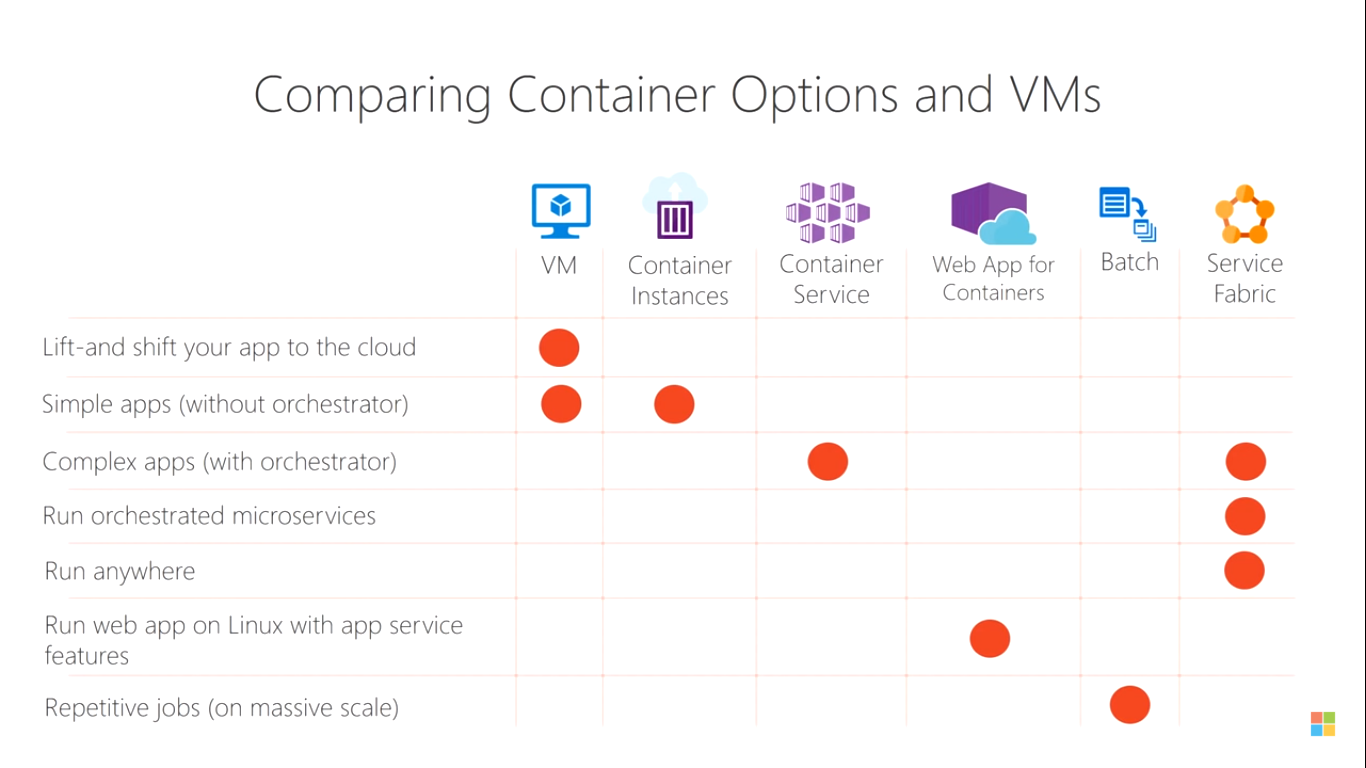 Comparing Container Options and VMs
VM
Container
Instances
Container
Service
Web App for
Containers
Batch
Service
Fabric
Lift-and shift your app to the cloud
Simple apps (without orchestrator)
Complex apps (with orchestrator)
Run orchestrated microservices
Run anywhere
Run web app on Linux with app service
features
Repetitive jobs (on massive scale)